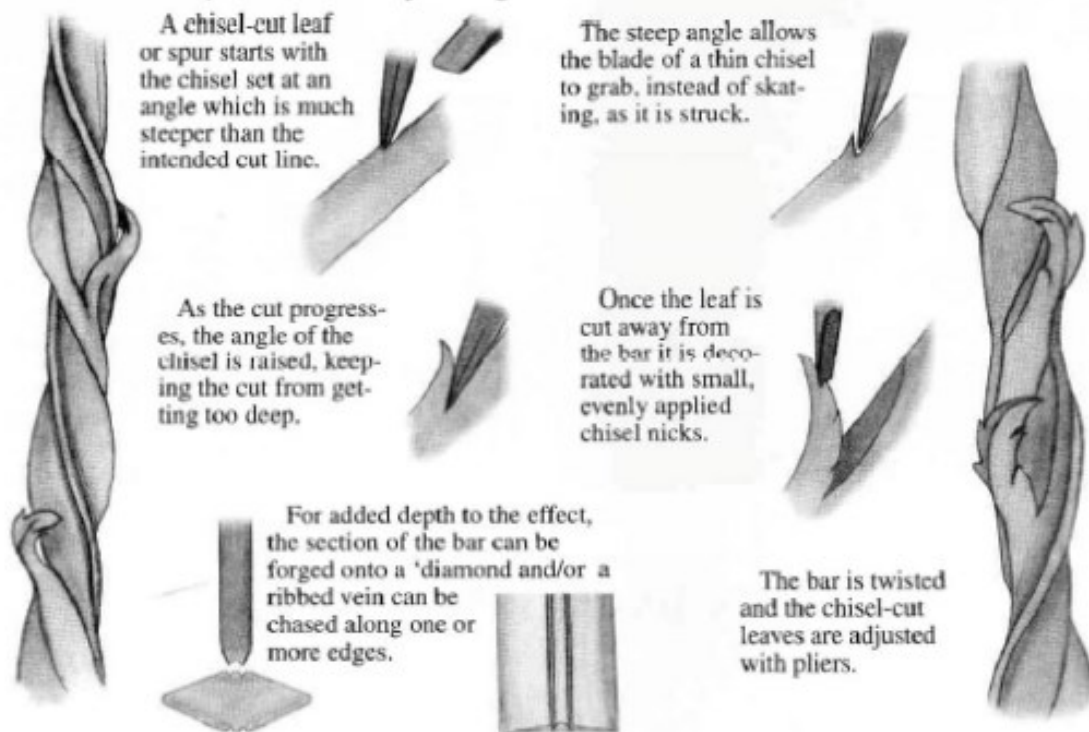 A chisel-cut leaf
or spur starts with
the chisel set at an
angle which is much
steeper than the
intended cut line.
The steep angle allows
the blade of a thin chisel
to grab, instead of skat-
ing, as it is struck.
As the cut progress-
es, the angle of the
chisel is raised, keep-
ing the cut from get-
ting too deep.
Once the leaf is
cut away from
the bar it is deco-
rated with small,
evenly applied
chisel nicks.
For added depth to the effect,
the section of the bar can be
forged onto a 'diamond and/or a
ribbed vein can be
chased along one or
more edges.
The bar is twisted
and the chisel-cut
leaves are adjusted
with pliers.